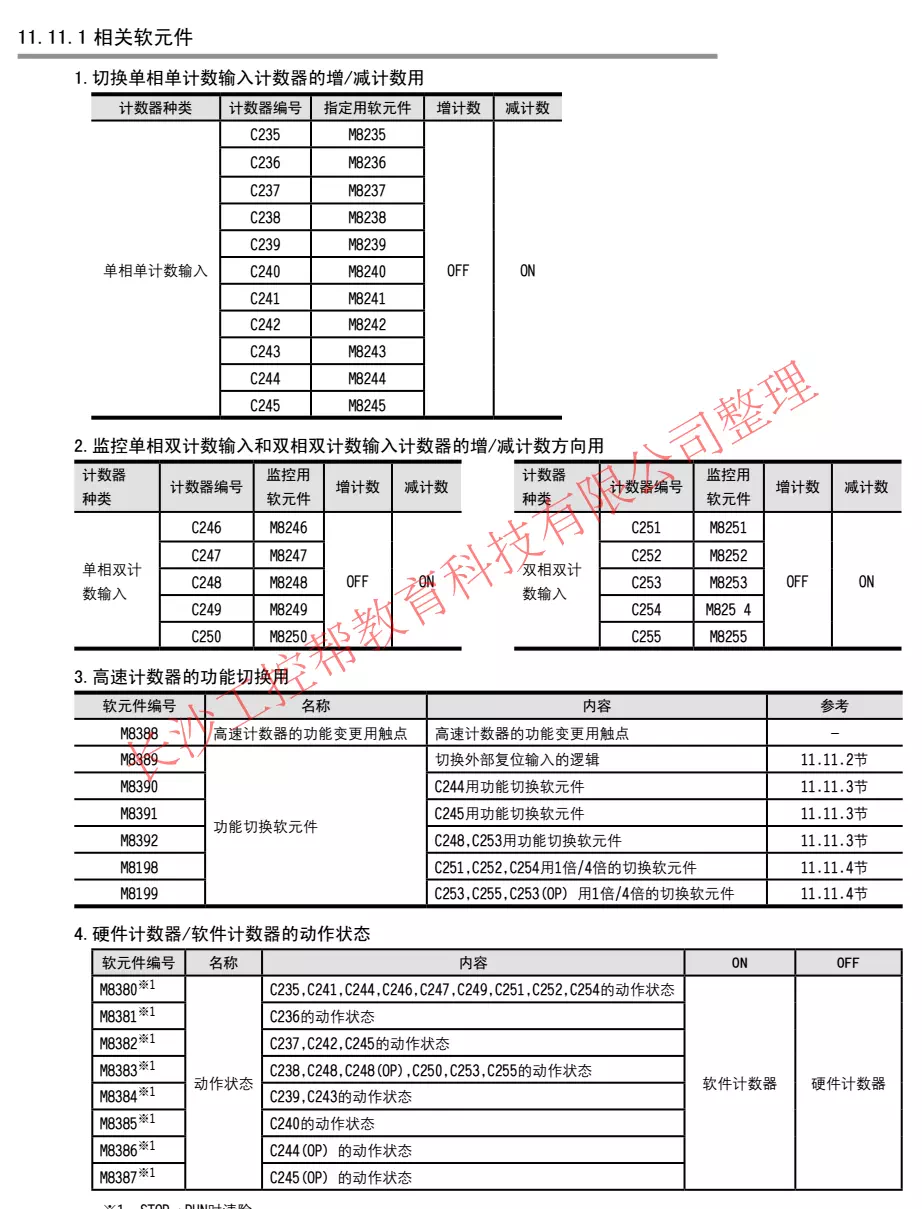 11.11.1 相关软元件
1. 切换单相单计数输入计数器的增/减计数用
计数器种类 计数器编号 指定用软元件 增计数 减计数
C235 M8235
C236 M8236
C237 M8237
C238 M8238
C239 M8239
单相单计数输入 C240 M8240 OFF ON
C241 M8241
C242 M8242
C243 M8243
C244 M8244
C245 M8245
2. 监控单相双计数输入和双相双计数输入计数器的增/减计数方向用
计数器
种类
计数器编号
监控用
软元件
增计数 减计数
C246 M8246
C247 M8247
单相双计
数输入
C248 M8248 OFF ON
C249 M8249
C250 M8250
计数器
种类
计数器编号
监控用
软元件
增计数 减计数
C251 M8251
C252 M8252
双相双计
数输入
C253 M8253 OFF ON
C254 M825 4
C255 M8255
3. 高速计数器的功能切换用
软元件编号 名称 内容 参考
M8388 高速计数器的功能变更用触点 高速计数器的功能变更用触点 －
M8389 切换外部复位输入的逻辑 11.11.2节
M8390 C244用功能切换软元件 11.11.3节
M8391 C245用功能切换软元件 11.11.3节
功能切换软元件
M8392 C248,C253用功能切换软元件 11.11.3节
M8198 C251,C252,C254用1倍/4倍的切换软元件 11.11.4节
M8199 C253,C255,C253(OP) 用1倍/4倍的切换软元件 11.11.4节
4. 硬件计数器/软件计数器的动作状态
软元件编号 名称 内容 ON OFF
M8380※1 C235,C241,C244,C246,C247,C249,C251,C252,C254的动作状态
M8381※1 C236的动作状态
M8382※1 C237,C242,C245的动作状态
M8383※1 C238,C248,C248(OP),C250,C253,C255的动作状态
动作状态 软件计数器 硬件计数器
M8384※1 C239,C243的动作状态
M8385※1 C240的动作状态
M8386※1 C244(OP) 的动作状态
M8387※1 C245(OP) 的动作状态
长沙工控帮教育科技有限公司整理